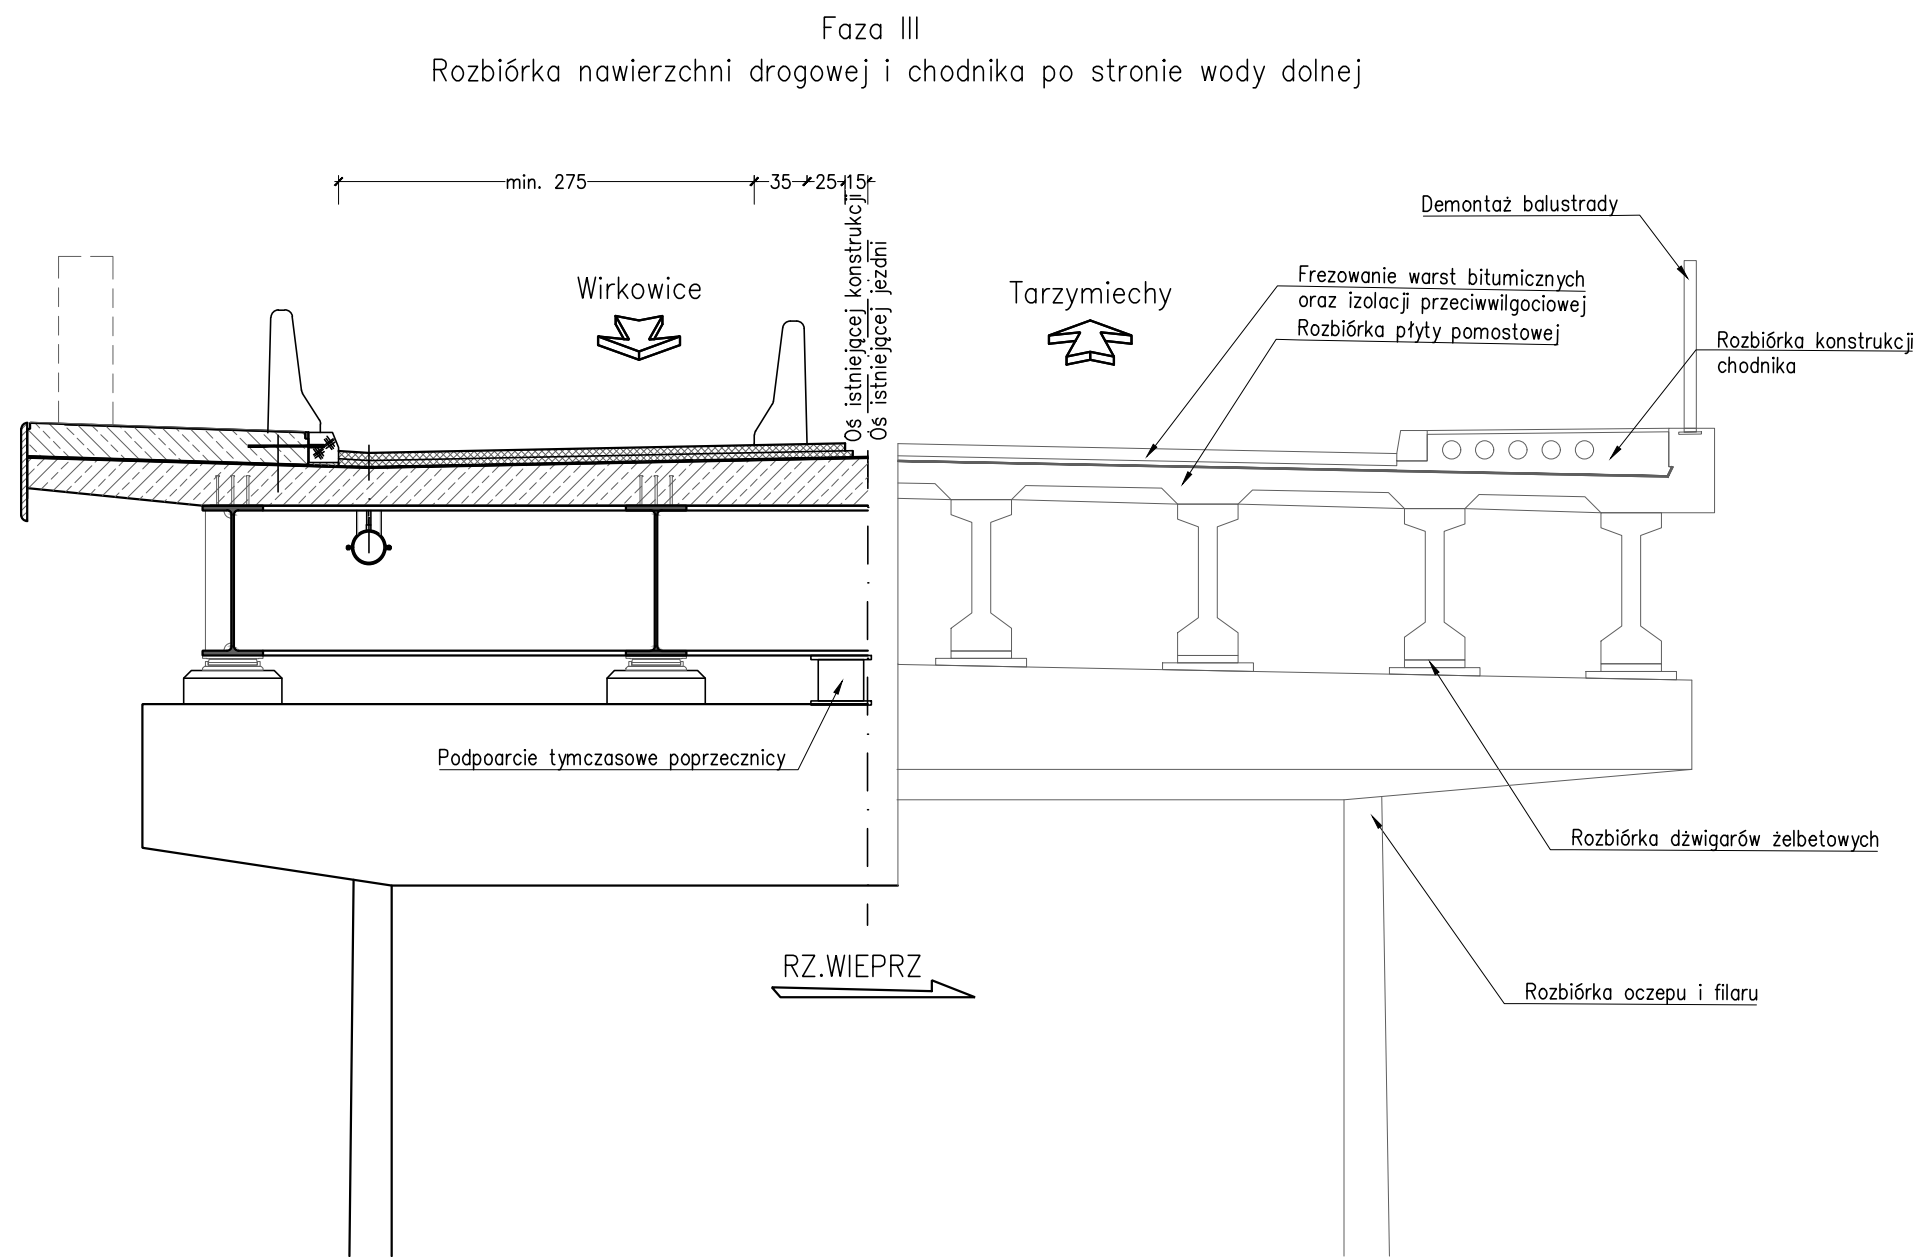 Faza III
Rozbiórka nawierzchni drogowej i chodnika po stronie wody dolnej
min. 275
35
25
15
Oś istniejącej konstrukcji
Oś istniejącej jezdni
Demontaż balustrady
Wirkowice
Tarzymiechy
Frezowanie warst bitumicznych
oraz izolacji przeciwwilgociowej
Rozbiórka płyty pomostowej
Rozbiórka konstrukcji
chodnika
Podpoarcie tymczasowe poprzecznicy
Rozbiórka dźwigarów żelbetowych
RZ.WIEPRZ
Rozbiórka oczepu i filaru